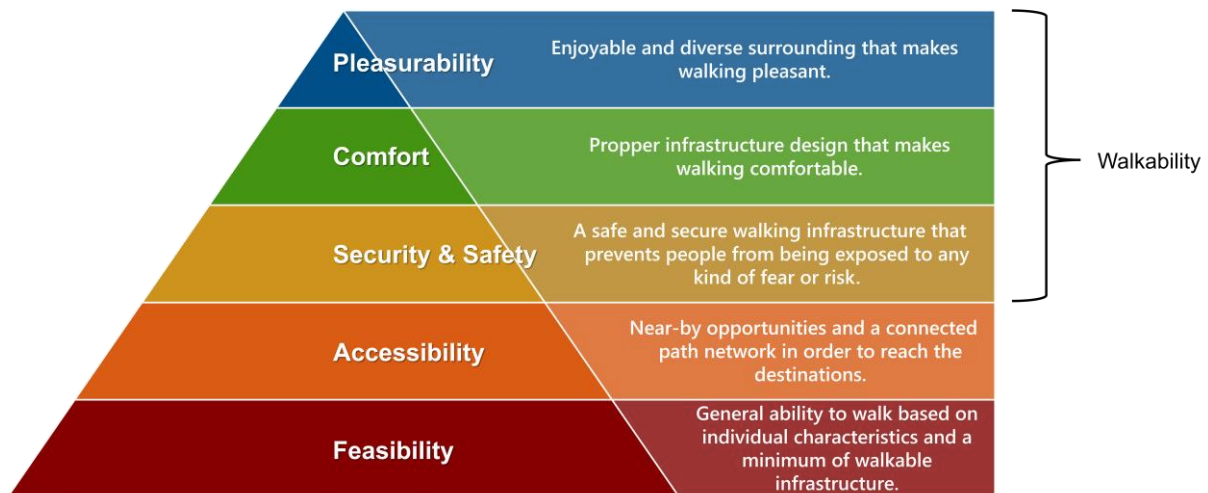 Pleasurability
Enjoyable and diverse surrounding that makes
walking pleasant.
Comfort
Propper infrastructure design that makes
walking comfortable.
Walkability
Security & Safety
A safe and secure walking infrastructure that
prevents people from being exposed to any
kind of fear or risk.
Accessibility
Near-by opportunities and a connected
path network in order to reach the
destinations.
Feasibility
General ability to walk based on
individual characteristics and a
minimum of walkable
infrastructure.